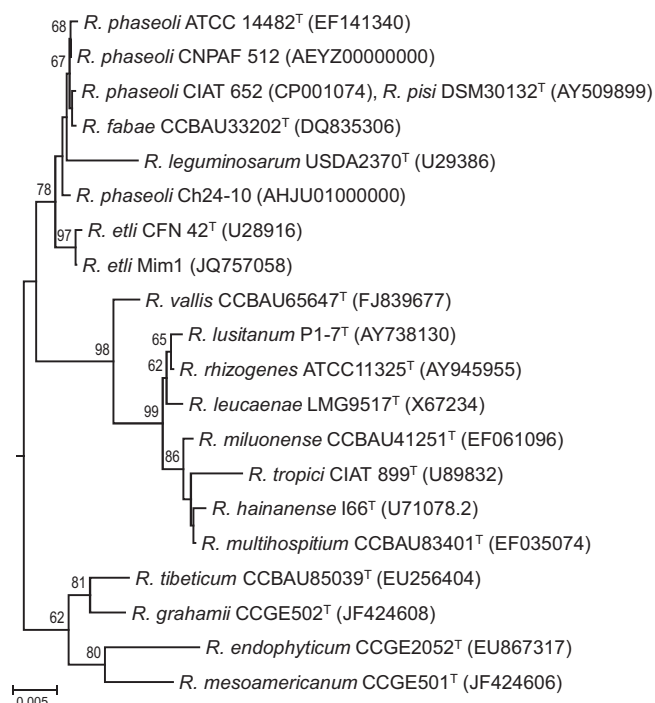 68
R. phaseoli ATCC 14482ᵀ (EF141340)
67
R. phaseoli CNPAF 512 (AEYZ00000000)
R. phaseoli CIAT 652 (CP001074), R. pisi DSM30132ᵀ (AY509899)
R. fabae CCBAU33202ᵀ (DQ835306)
R. leguminosarum USDA2370ᵀ (U29386)
78
R. phaseoli Ch24-10 (AHJU01000000)
97
R. etli CFN 42ᵀ (U28916)
R. etli Mim1 (JQ757058)
R. vallis CCBAU65647ᵀ (FJ839677)
65
R. lusitanum P1-7ᵀ (AY738130)
98
62
R. rhizogenes ATCC11325ᵀ (AY945955)
99
R. leucaenae LMG9517ᵀ (X67234)
R. miluonense CCBAU41251ᵀ (EF061096)
86
R. tropici CIAT 899ᵀ (U89832)
R. hainanense I66ᵀ (U71078.2)
R. multihospitium CCBAU83401ᵀ (EF035074)
81
R. tibeticum CCBAU85039ᵀ (EU256404)
62
R. grahamii CCGE502ᵀ (JF424608)
80
R. endophyticum CCGE2052ᵀ (EU867317)
R. mesoamericanum CCGE501ᵀ (JF424606)
0.005